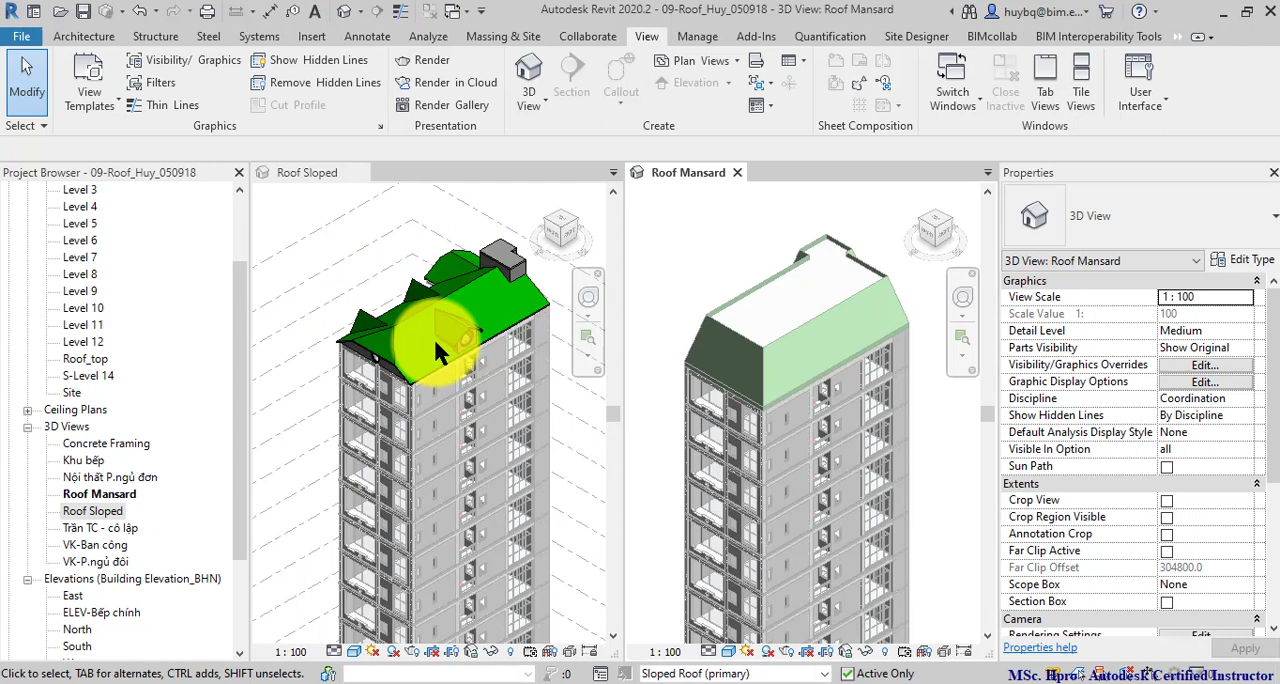 Autodesk Revit 2020.2 - 09-Roof_Huy_050918 - 3D View: Roof Mansard
huybq@bim.e...
File Architecture Structure Steel Systems Insert Annotate Analyze Massing & Site Collaborate View Manage Add-Ins Quantification Site Designer BIMcollab BIM Interoperability Tools
Modify
Select
View Templates
Visibility/ Graphics
Filters
Thin Lines
Show Hidden Lines
Remove Hidden Lines
Cut Profile
Graphics
Render
Render in Cloud
Render Gallery
Presentation
3D View
Section
Callout
Plan Views
Elevation
Create
Sheet Composition
Switch Windows
Close Inactive
Tab Views
Tile Views
Windows
User Interface
Project Browser - 09-Roof_Huy_050918
Level 3
Level 4
Level 5
Level 6
Level 7
Level 8
Level 9
Level 10
Level 11
Level 12
Roof_top
S-Level 14
Site
Ceiling Plans
3D Views
Concrete Framing
Khu bếp
Nội thất P.ngủ đơn
Roof Mansard
Roof Sloped
Trần TC - cô lập
VK-Ban công
VK-P.ngủ đôi
Elevations (Building Elevation_BHN)
East
ELEV-Bếp chính
North
South
Roof Sloped
Roof Mansard
1 : 100
1 : 100
Properties
3D View
3D View: Roof Mansard
Edit Type
Graphics
View Scale 1 : 100
Scale Value 1: 100
Detail Level Medium
Parts Visibility Show Original
Visibility/Graphics Overrides Edit...
Graphic Display Options Edit...
Discipline Coordination
Show Hidden Lines By Discipline
Default Analysis Display Style None
Visible In Option all
Sun Path
Extents
Crop View
Crop Region Visible
Annotation Crop
Far Clip Active
Far Clip Offset 304800.0
Scope Box None
Section Box
Camera
Rendering Settings Edit...
Properties help
Apply
Click to select, TAB for alternates, CTRL adds, SHIFT unselects.
:0
Sloped Roof (primary)
Active Only
MSc. Hpro- Autodesk Certified Instructor